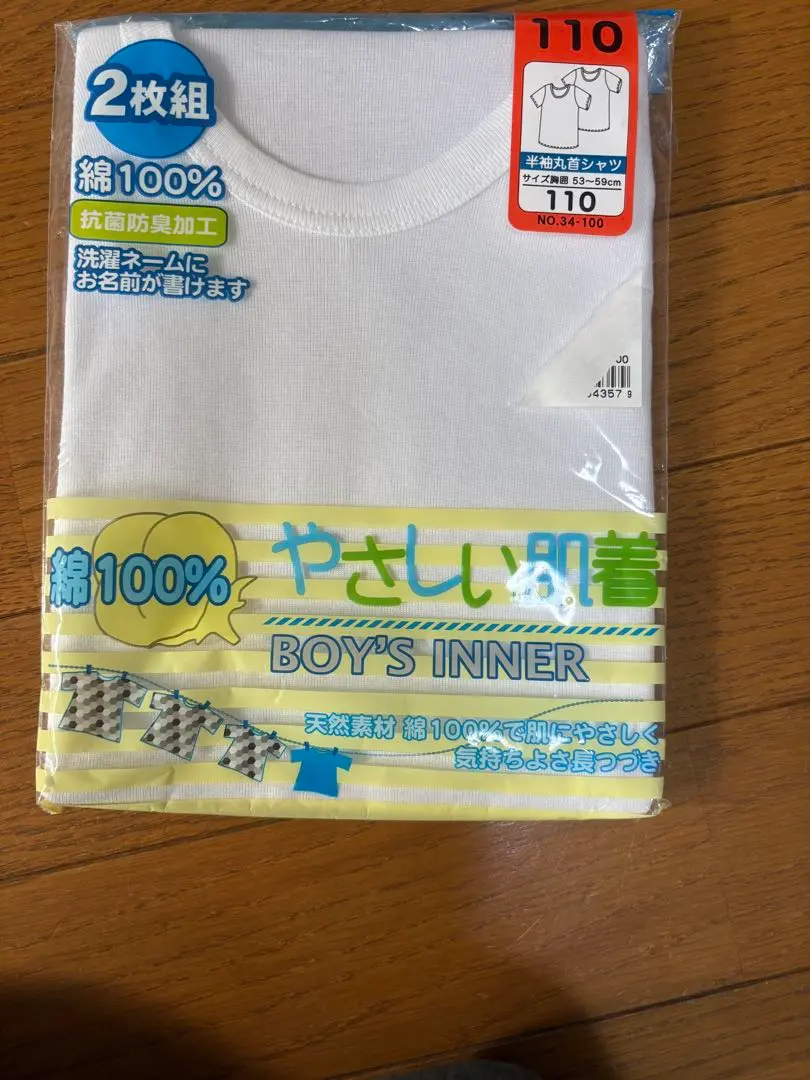 2枚組
綿100%
抗菌防臭加工
洗濯ネームに
お名前が書けます
110
半袖丸首シャツ
サイズ胸囲 53〜59cm
110
NO.34-100
00
4357 9
綿100%
やさしい肌着
BOY'S INNER
天然素材 綿100%で肌にやさしく
気持ちよさ長つづき